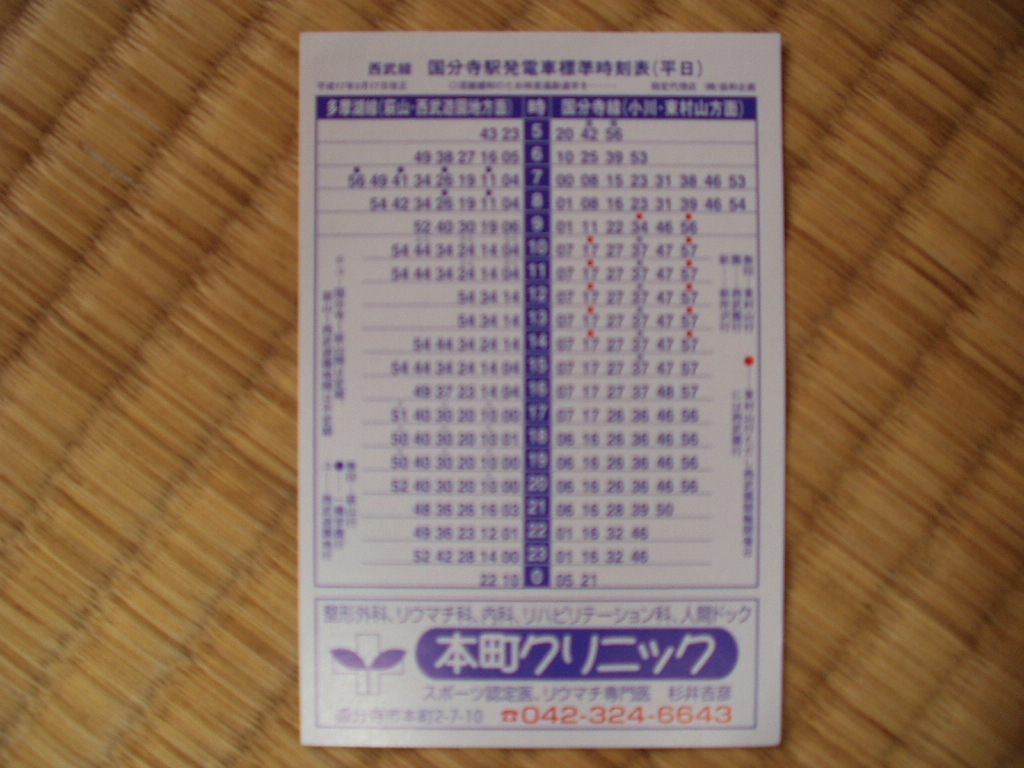 西武線 国分寺駅発電車標準時刻表(平日)
多摩湖線(萩山・西武遊園地方面) 時 国分寺線(小川・東村山方面)
43 23 5 20 42 56
49 38 27 16 05 6 10 25 39 53
56 49 41 34 26 19 11 04 7 00 08 15 23 31 38 46 53
54 42 34 26 19 11 04 8 01 08 16 23 31 39 46 54
52 40 30 19 06 9 01 11 22 34 46 56
54 44 34 24 14 04 10 07 17 27 37 47 57
54 44 34 24 14 04 11 07 17 27 37 47 57
54 34 14 12 07 17 27 37 47 57
54 34 14 13 07 17 27 37 47 57
54 44 34 24 14 14 07 17 27 37 47 57
54 44 34 24 14 04 15 07 17 27 37 47 57
49 37 23 14 04 16 07 17 27 37 48 57
51 40 30 20 10 00 17 07 17 26 36 46 56
50 40 30 20 10 01 18 06 16 26 36 46 56
50 40 30 20 10 00 19 06 16 26 36 46 56
52 40 30 20 10 00 20 06 16 26 36 46 56
48 36 26 16 03 21 06 16 28 39 50
49 36 23 12 01 22 01 16 32 46
52 42 28 14 00 23 01 16 32 46
22 10 0 05 21
整形外科、リウマチ科、内科、リハビリテーション科、人間ドック
本町クリニック
スポーツ認定医、リウマチ専門医 杉井吉彦
国分寺市本町2-7-10 ☎042-324-6643